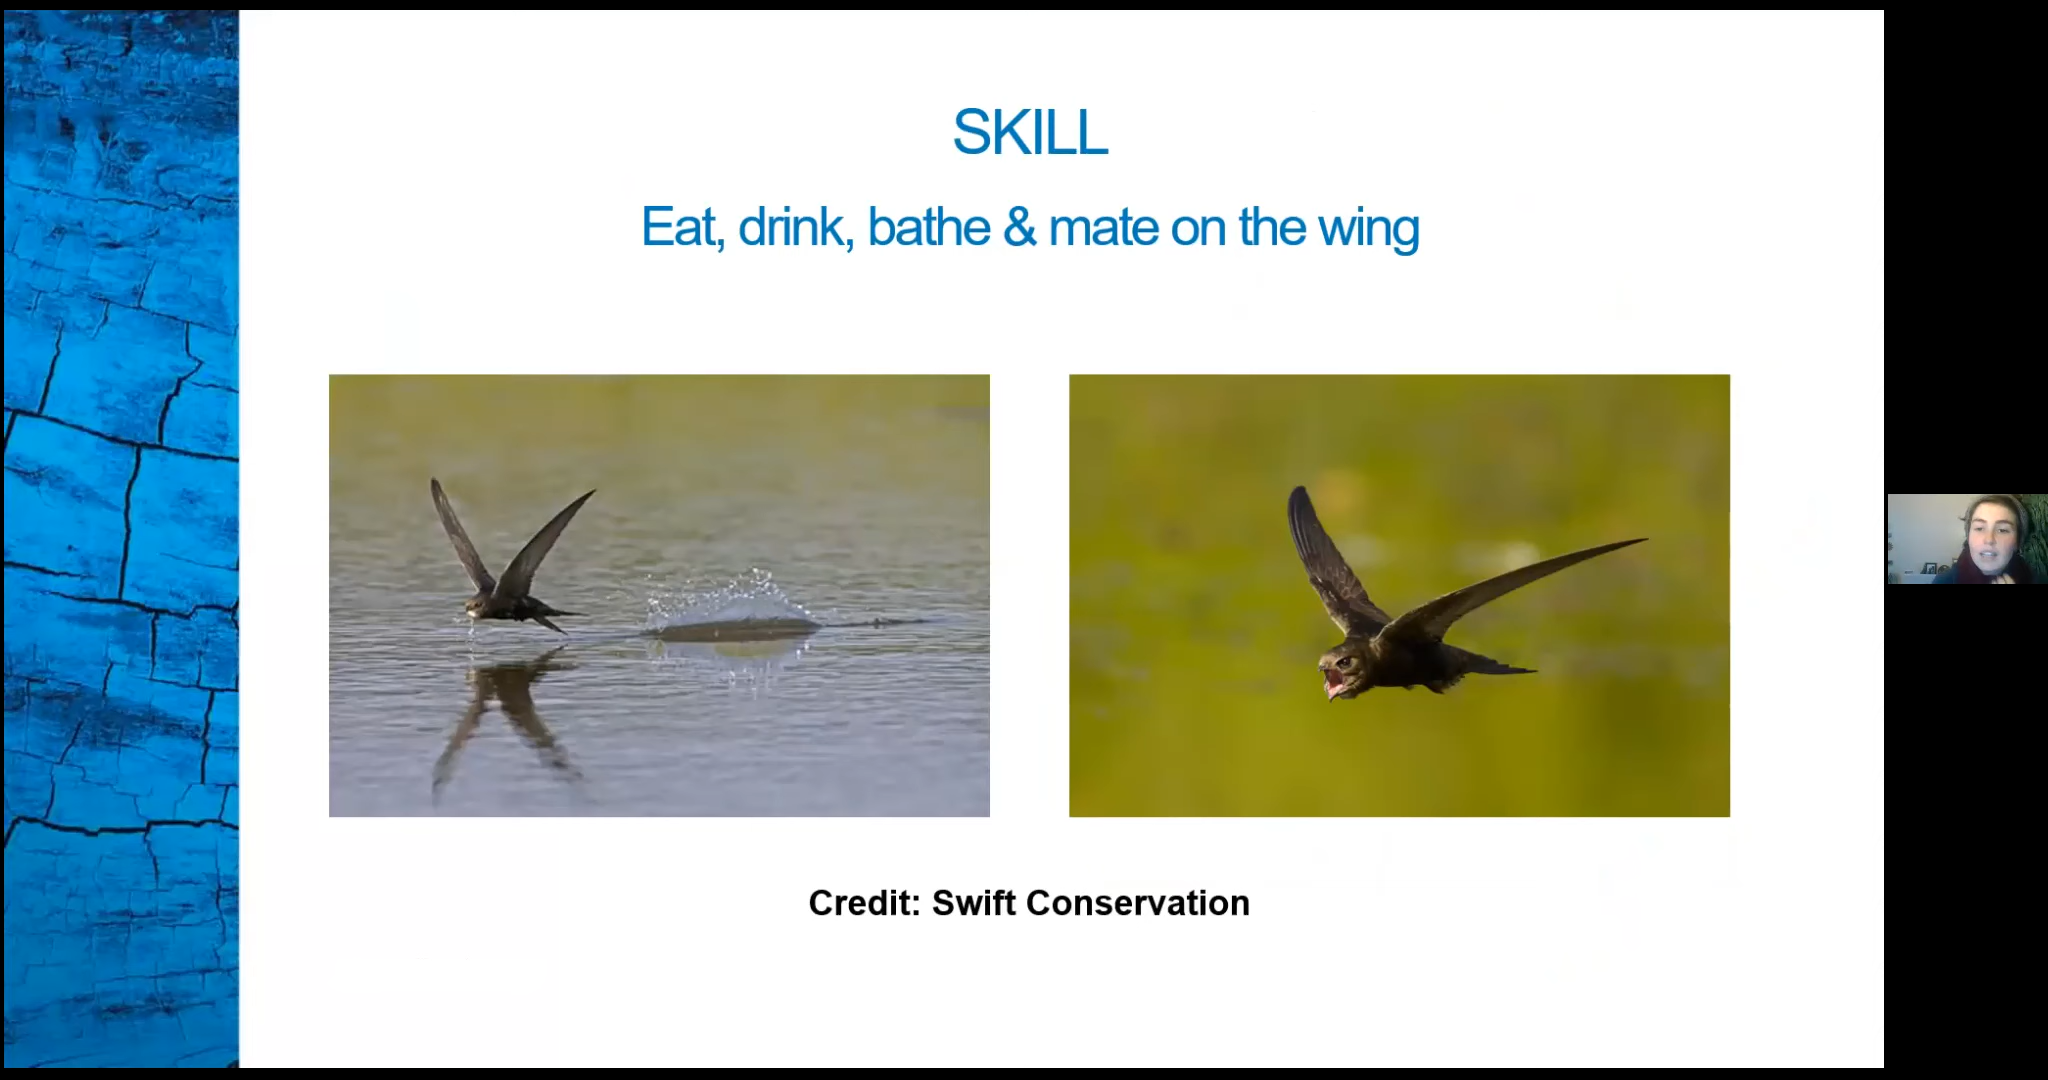 SKILL
Eat, drink, bathe & mate on the wing
Credit: Swift Conservation